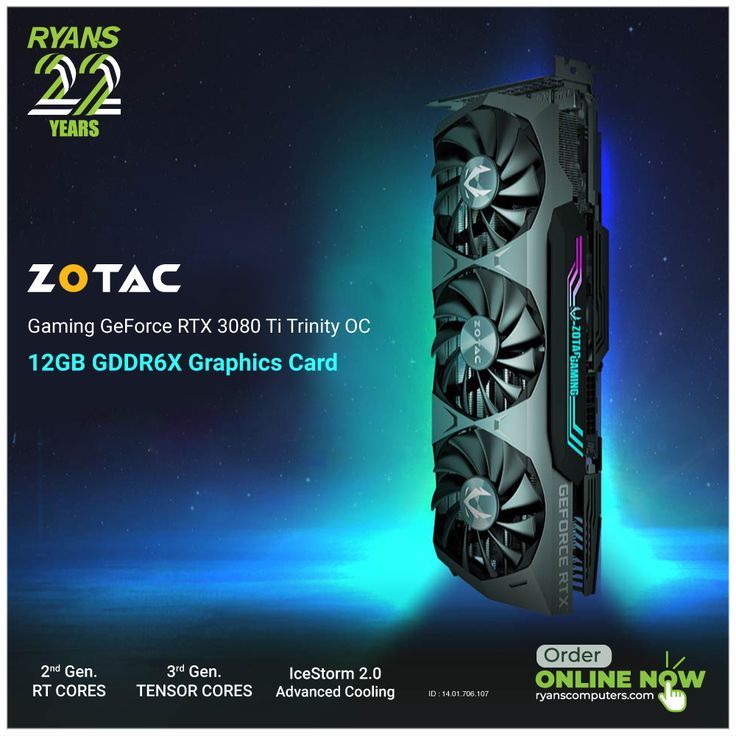 RYANS
22
YEARS
ZOTAC
Gaming GeForce RTX 3080 Ti Trinity OC
12GB GDDR6X Graphics Card
ZOTAC
ZOTAC GAMING
GEFORCE RTX
2nd Gen.
RT CORES
3rd Gen.
TENSOR CORES
IceStorm 2.0
Advanced Cooling
ID : 14.01.706.107
Order
ONLINE NOW
ryanscomputers.com